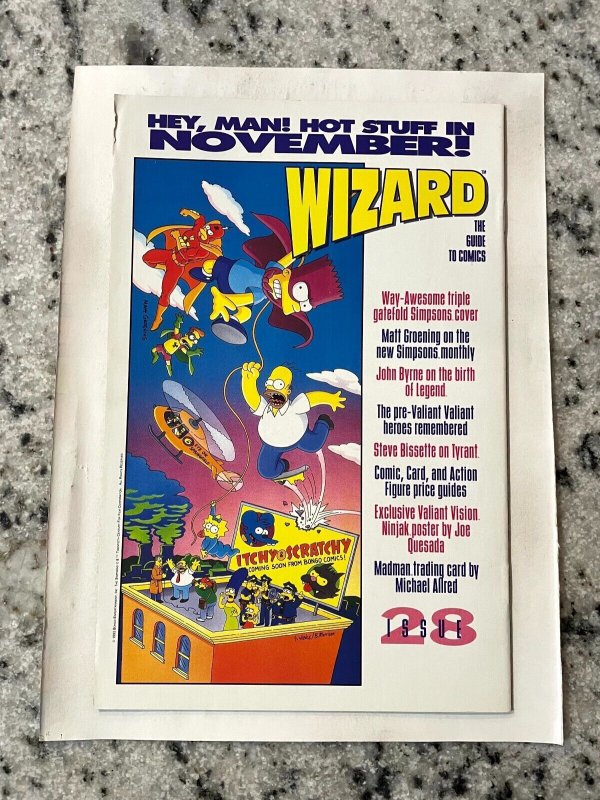 HEY, MAN! HOT STUFF IN
NOVEMBER!
WIZARD™
THE
GUIDE
TO COMICS
Way-Awesome triple
gatefold Simpsons cover
Matt Groening on the
new Simpsons monthly
John Byrne on the birth
of Legend
The pre-Valiant Valiant
heroes remembered
Steve Bissette on Tyrant
Comic, Card, and Action
Figure price guides
Exclusive Valiant Vision
Ninjak poster by Joe
Quesada
Madman trading card by
Michael Allred
ISSUE
28
MATT GROENING
ITCHY & SCRATCHY
COMING SOON FROM BONGO COMICS!